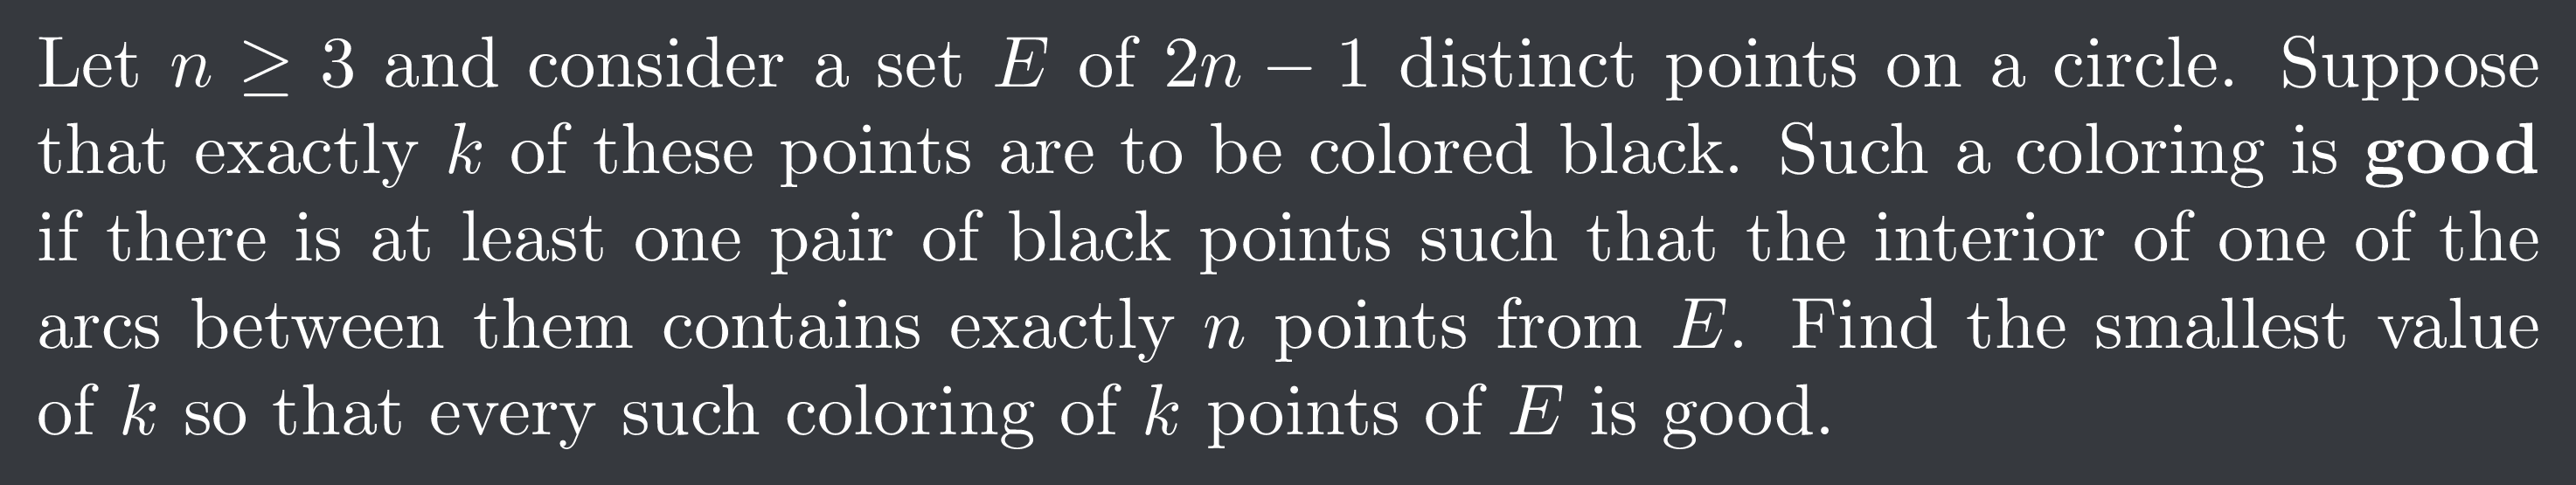 Let n ≥ 3 and consider a set E of 2n − 1 distinct points on a circle. Suppose
that exactly k of these points are to be colored black. Such a coloring is good
if there is at least one pair of black points such that the interior of one of the
arcs between them contains exactly n points from E. Find the smallest value
of k so that every such coloring of k points of E is good.